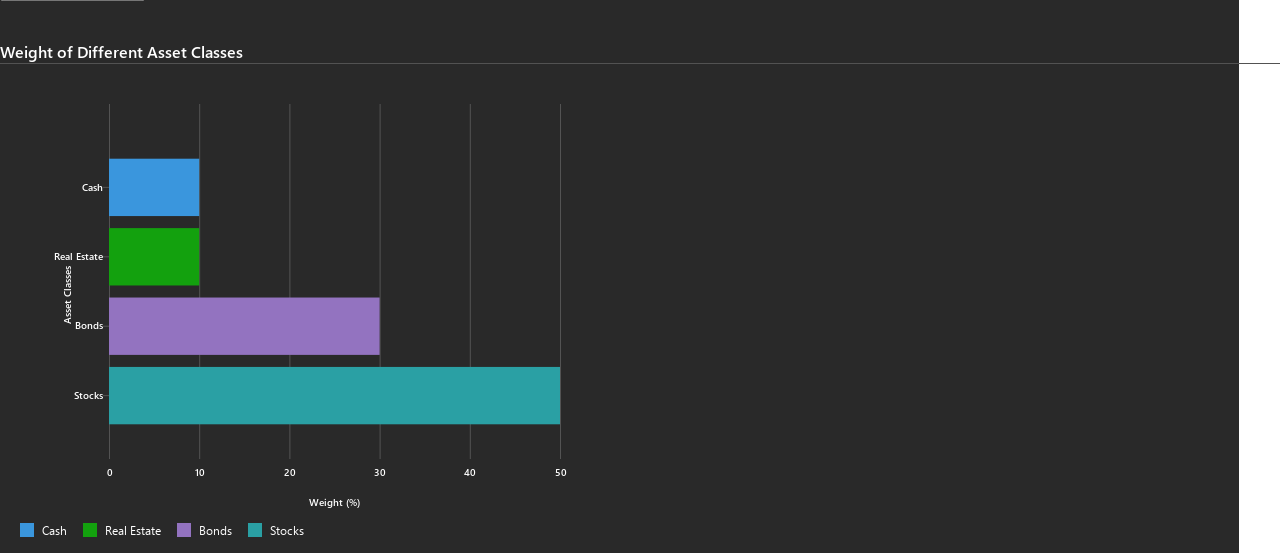 Weight of Different Asset Classes
Cash
Real Estate
Asset Classes
Bonds
Stocks
0 10 20 30 40 50
Weight (%)
Cash Real Estate Bonds Stocks